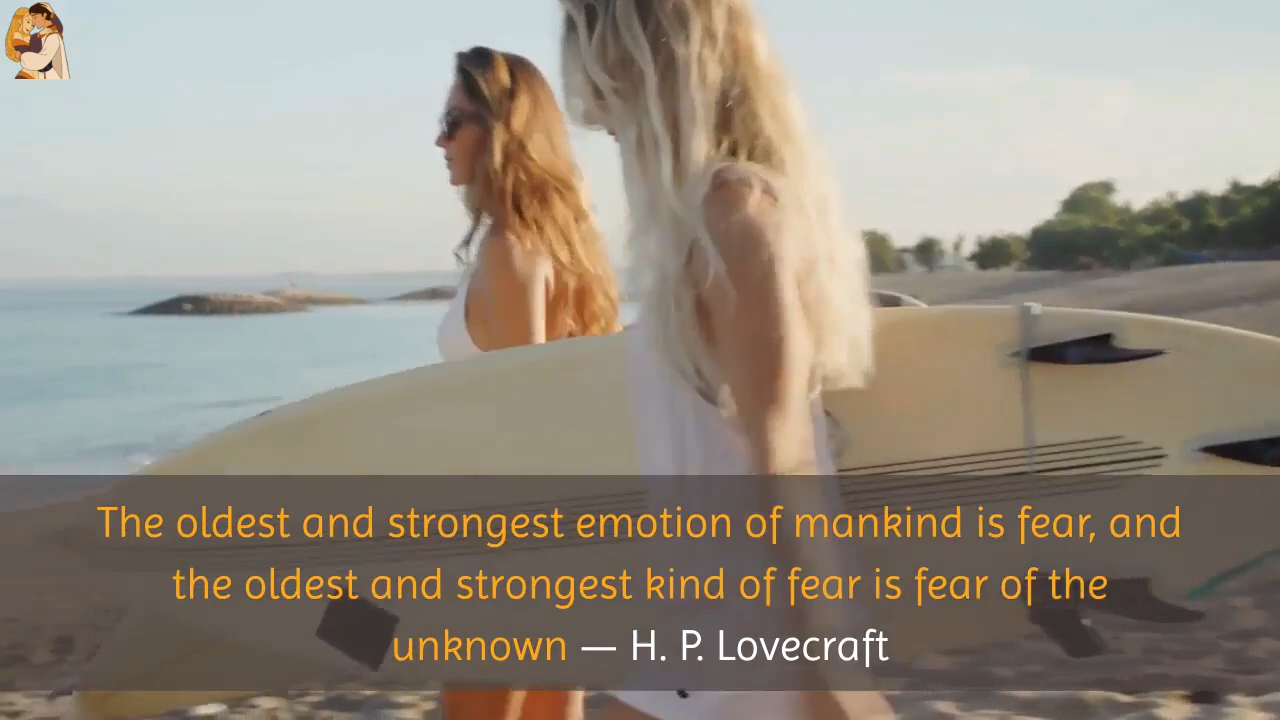 The oldest and strongest emotion of mankind is fear, and
the oldest and strongest kind of fear is fear of the
unknown — H. P. Lovecraft